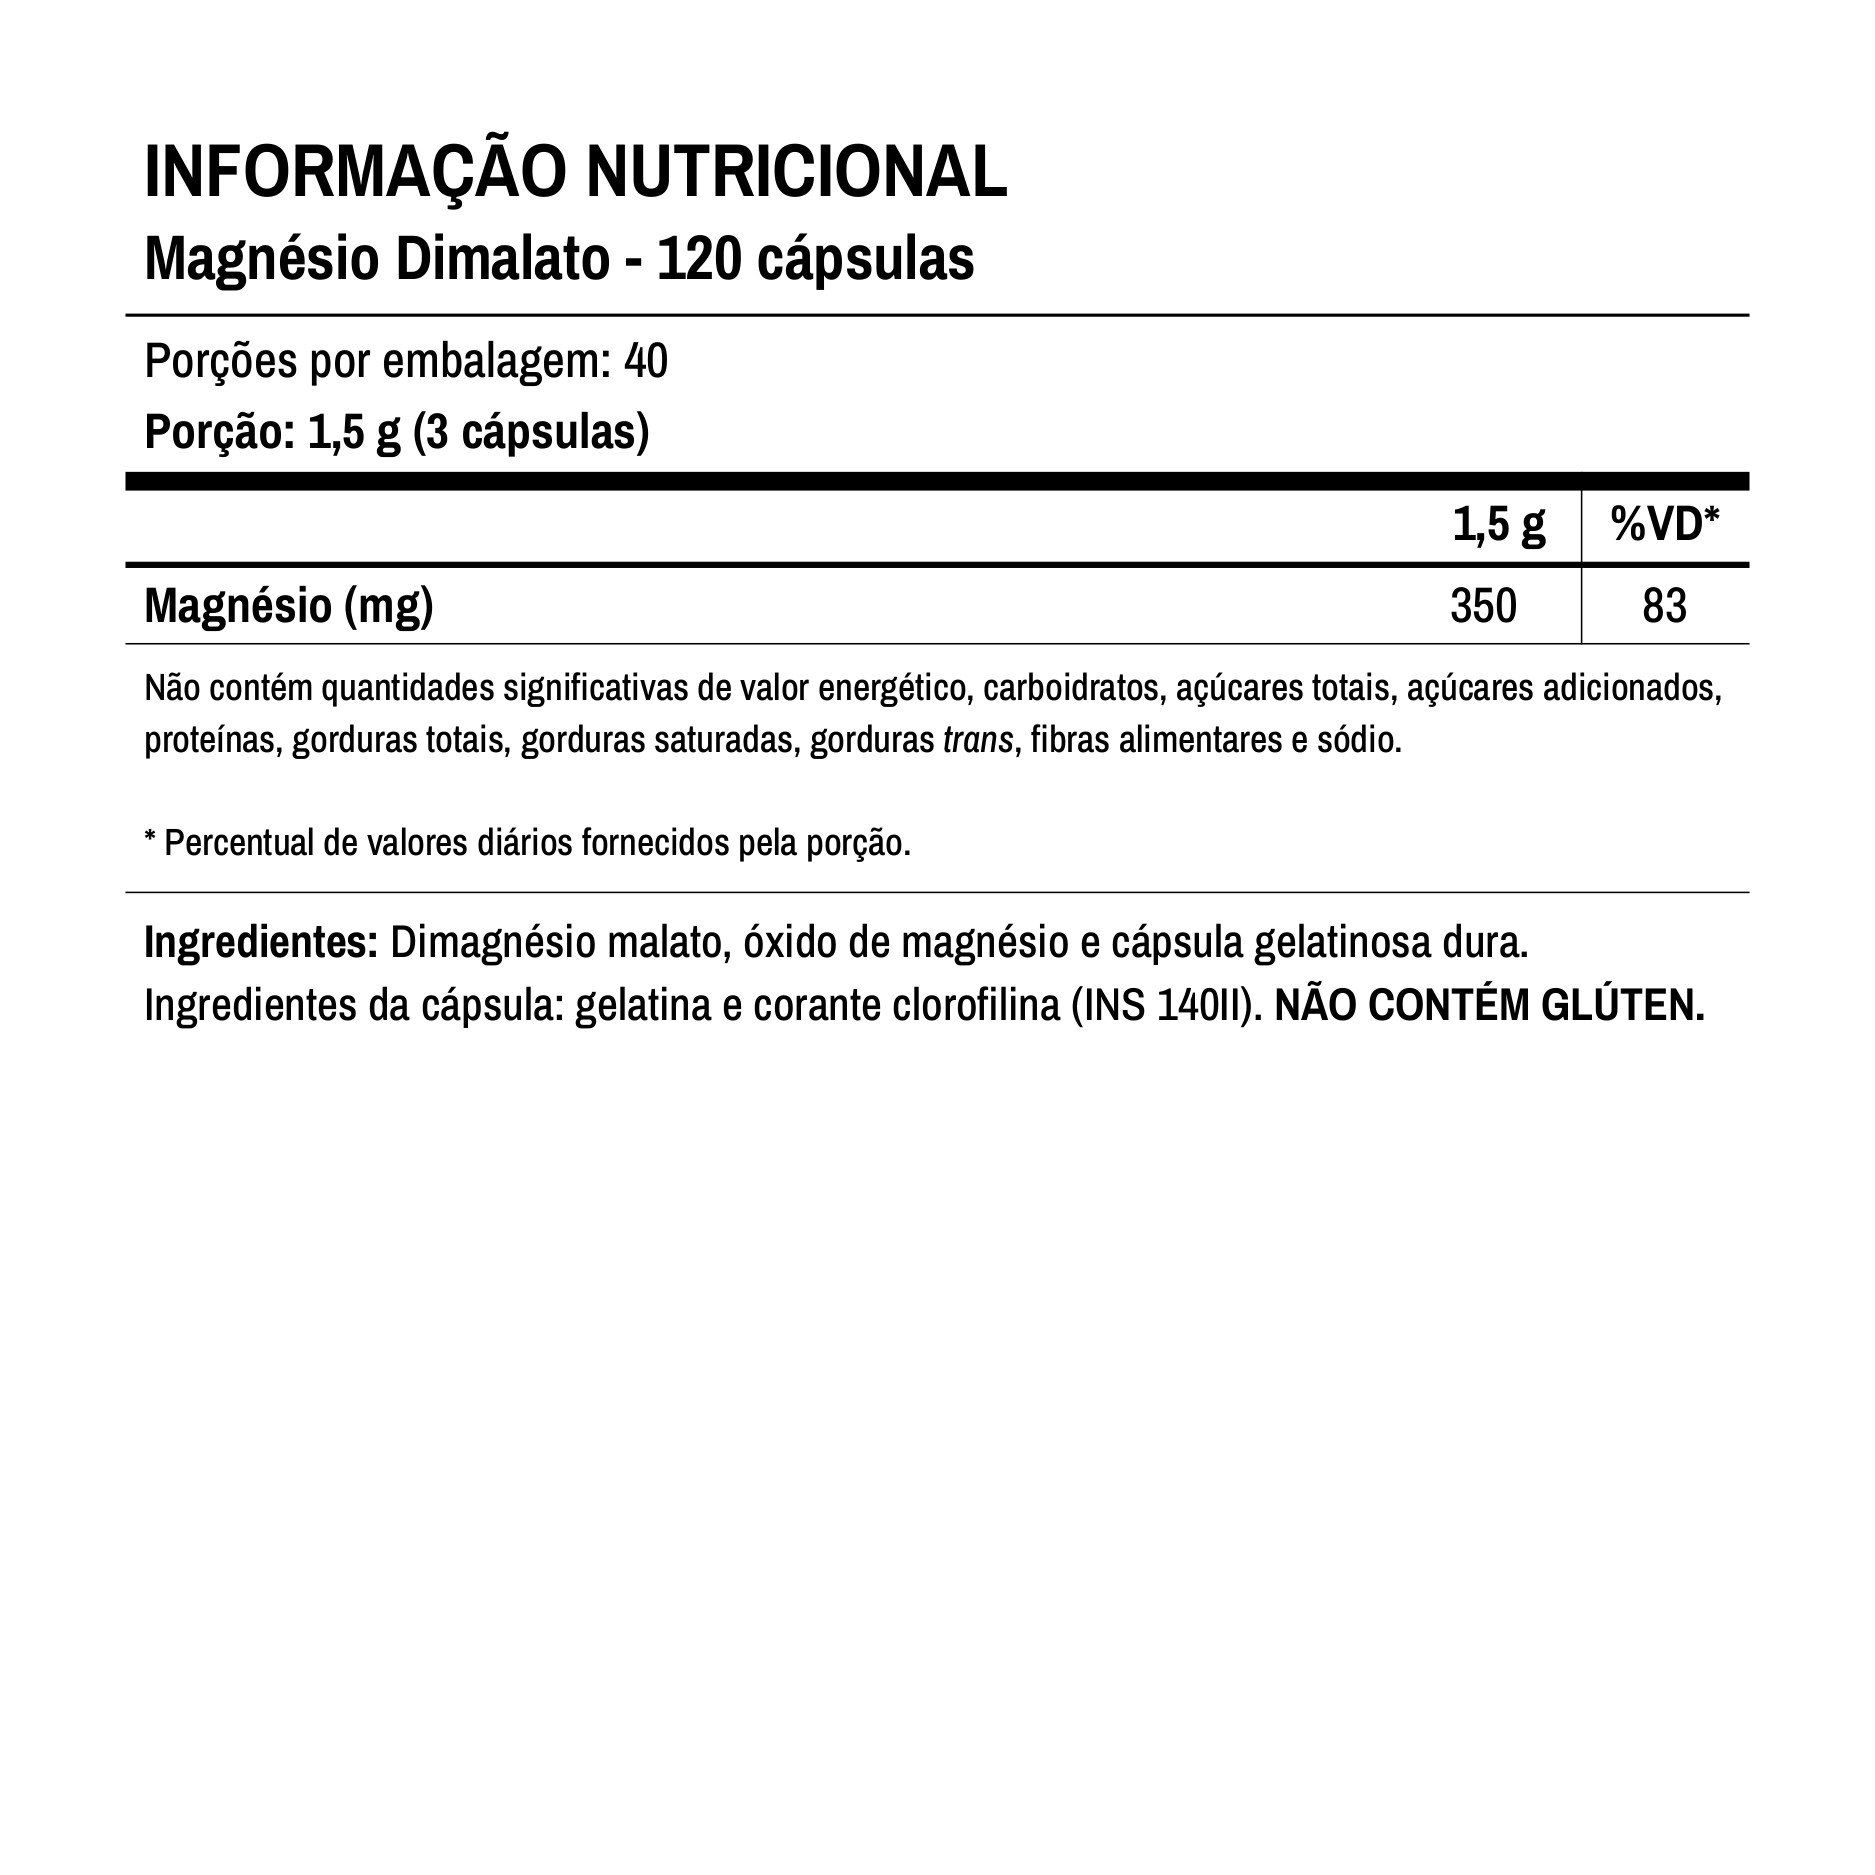 INFORMAÇÃO NUTRICIONAL
Magnésio Dimalato - 120 cápsulas
Porções por embalagem: 40
Porção: 1,5 g (3 cápsulas)
1,5 g %VD*
Magnésio (mg) 350 83
Não contém quantidades significativas de valor energético, carboidratos, açúcares totais, açúcares adicionados,
proteínas, gorduras totais, gorduras saturadas, gorduras trans, fibras alimentares e sódio.
* Percentual de valores diários fornecidos pela porção.
Ingredientes: Dimagnésio malato, óxido de magnésio e cápsula gelatinosa dura.
Ingredientes da cápsula: gelatina e corante clorofilina (INS 140II). NÃO CONTÉM GLÚTEN.